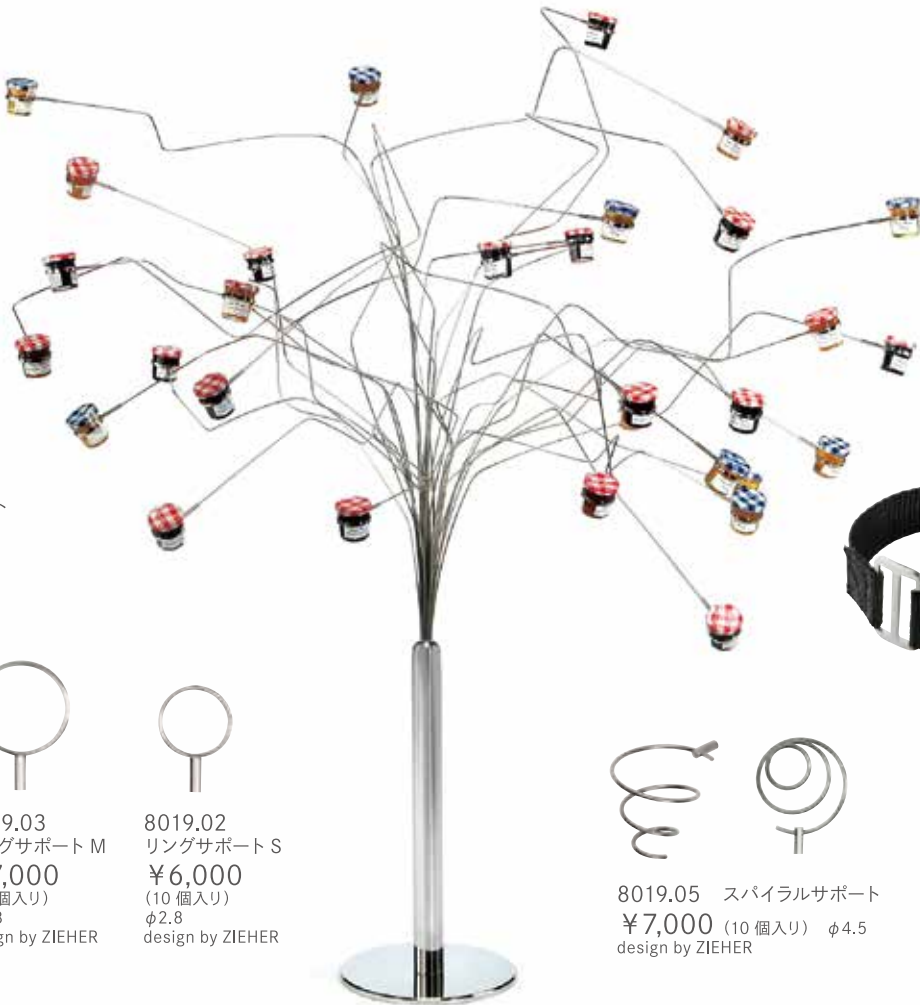 9.03
グサポート M
,000
個入り）
gn by ZIEHER
8019.02
リングサポート S
￥6,000
（10 個入り）
φ2.8
design by ZIEHER
8019.05 スパイラルサポート
￥7,000（10 個入り） φ4.5
design by ZIEHER